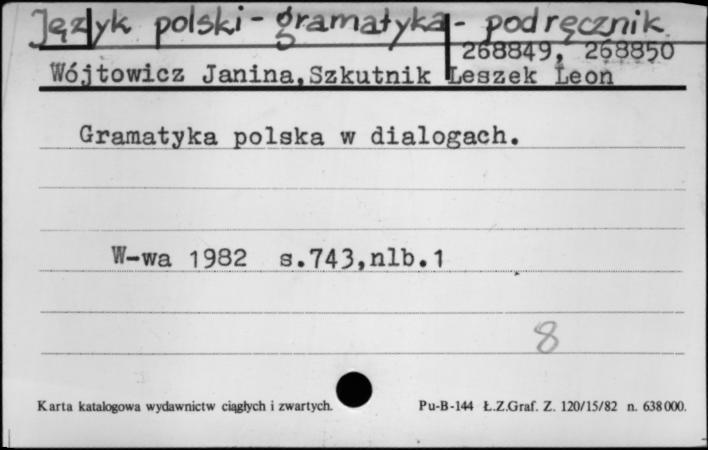 Język polski - gramatyka - podręcznik
268849, 268850
Wójtowicz Janina, Szkutnik Leszek Leon
Gramatyka polska w dialogach.
W-wa 1982 s.743,nlb.1
8
Karta katalogowa wydawnictw ciągłych i zwartych. Pu-B-144 Ł.Z.Graf. Z. 120/15/82 n. 638000.